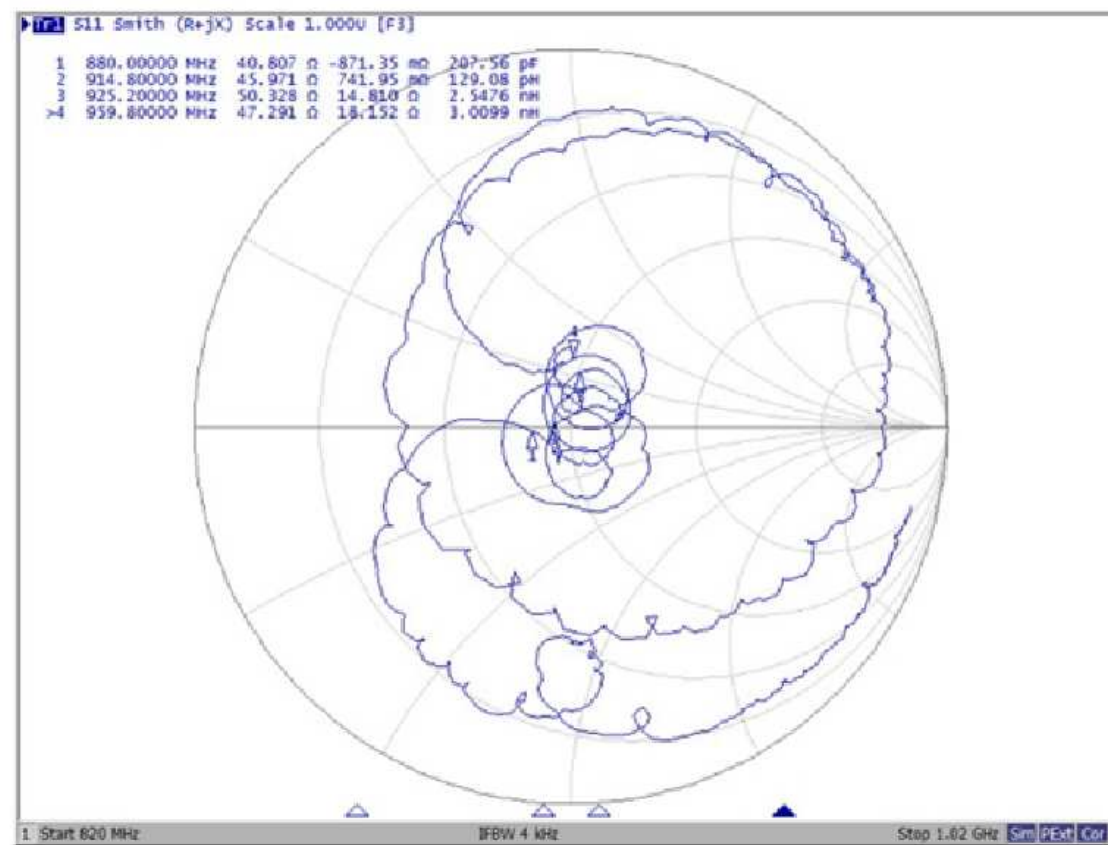 Tr1 S11 Smith (R+jX) Scale 1.000U [F3]
1 880.00000 MHz 40.807 Ω -871.35 mΩ 207.56 pF
2 914.80000 MHz 45.971 Ω 741.95 mΩ 129.08 pH
3 925.20000 MHz 50.328 Ω 14.810 Ω 2.5476 nH
>4 959.80000 MHz 47.291 Ω 18.152 Ω 3.0099 nH
4
1
1 Start 820 MHz IFBW 4 kHz Stop 1.02 GHz Sim PExt Cor